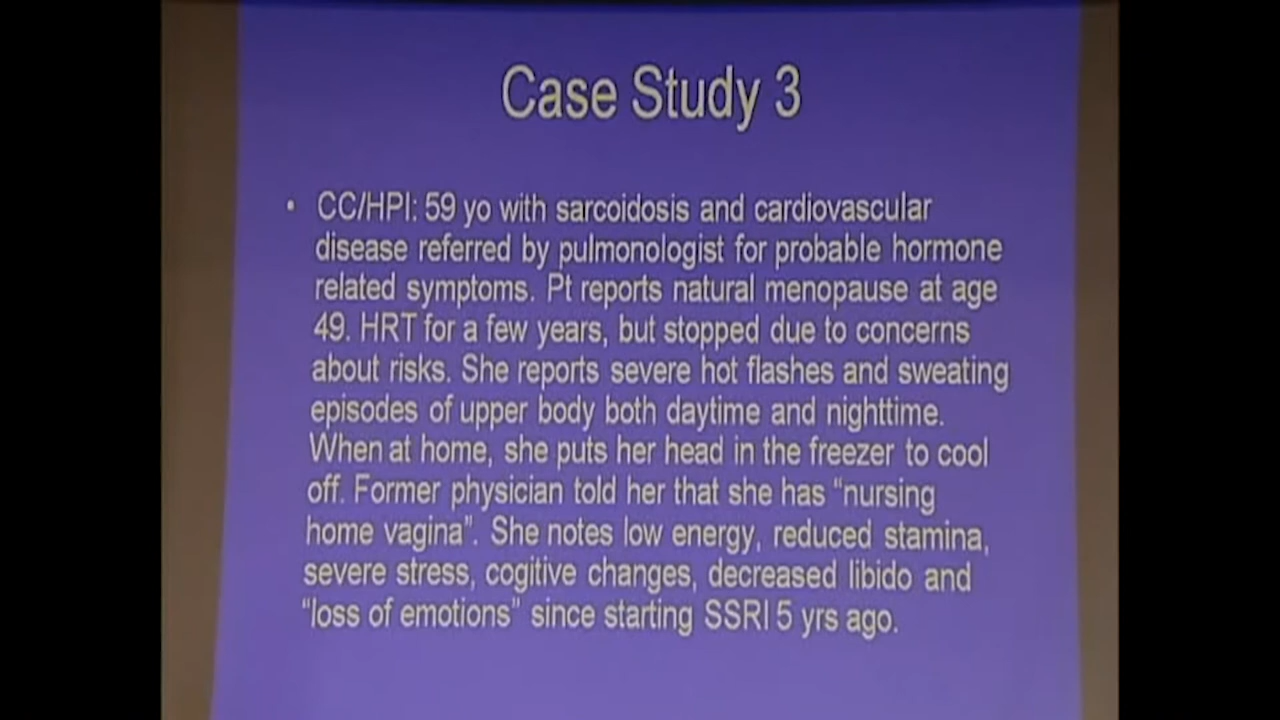 Case Study 3
• CC/HPI: 59 yo with sarcoidosis and cardiovascular
disease referred by pulmonologist for probable hormone
related symptoms. Pt reports natural menopause at age
49. HRT for a few years, but stopped due to concerns
about risks. She reports severe hot flashes and sweating
episodes of upper body both daytime and nighttime.
When at home, she puts her head in the freezer to cool
off. Former physician told her that she has “nursing
home vagina”. She notes low energy, reduced stamina,
severe stress, cogitive changes, decreased libido and
“loss of emotions” since starting SSRI 5 yrs ago.